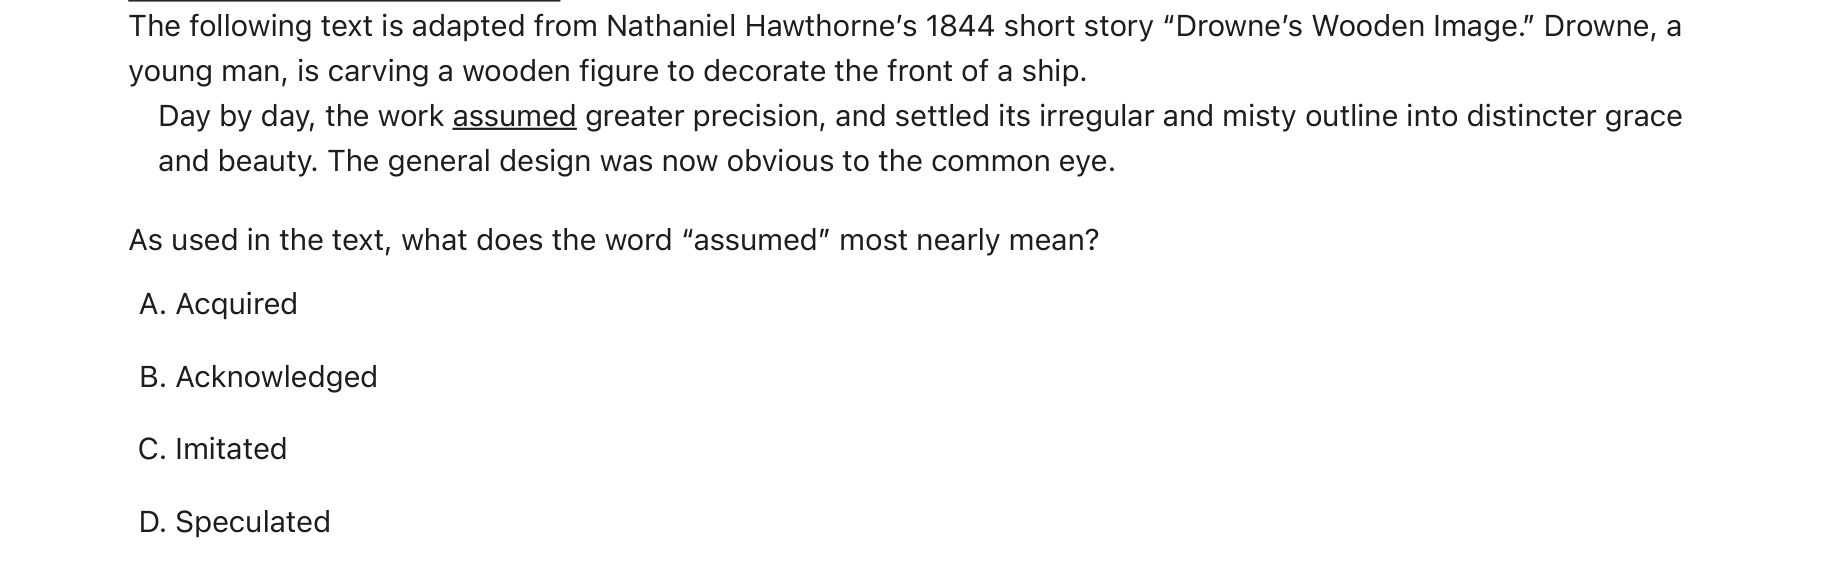 The following text is adapted from Nathaniel Hawthorne’s 1844 short story “Drowne’s Wooden Image.” Drowne, a
young man, is carving a wooden figure to decorate the front of a ship.
Day by day, the work assumed greater precision, and settled its irregular and misty outline into distincter grace
and beauty. The general design was now obvious to the common eye.
As used in the text, what does the word “assumed” most nearly mean?
A. Acquired
B. Acknowledged
C. Imitated
D. Speculated